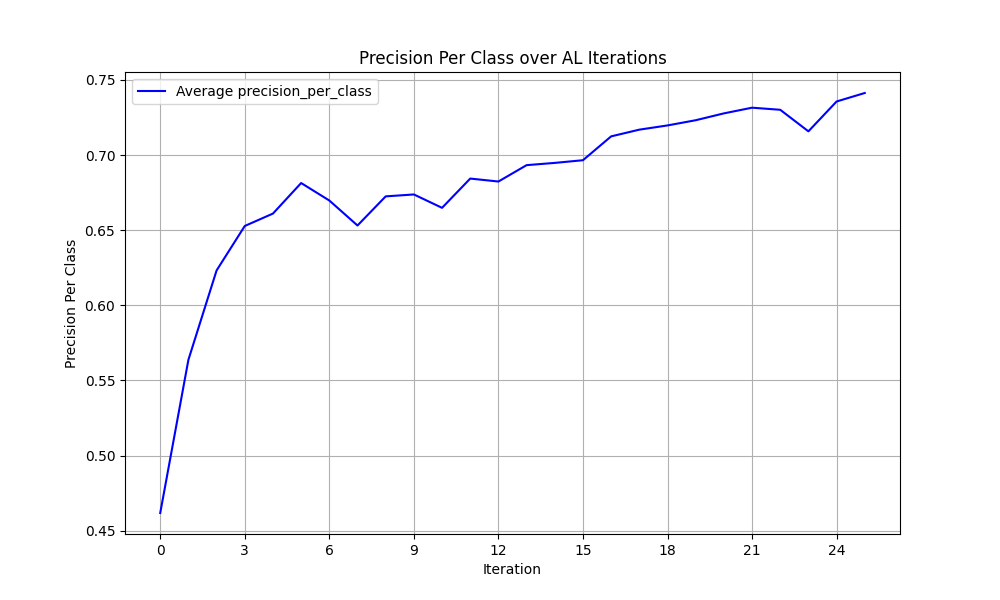 Precision Per Class over AL Iterations
Average precision_per_class
Precision Per Class
0.75
0.70
0.65
0.60
0.55
0.50
0.45
0 3 6 9 12 15 18 21 24
Iteration